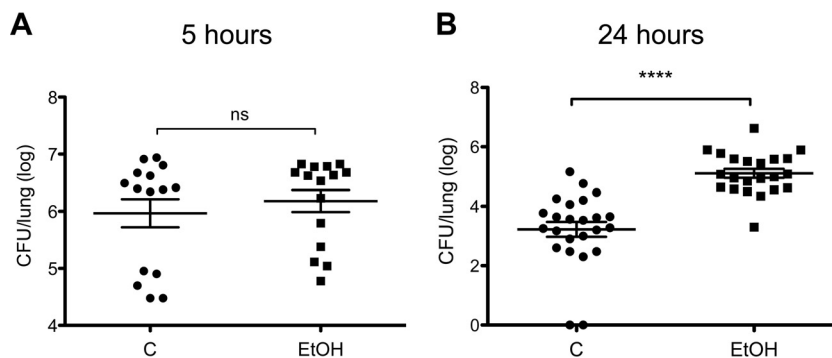 A
5 hours
ns
CFU/lung (log)
8
7
6
5
4
C
EtOH
B
24 hours
****
CFU/lung (log)
8
6
4
2
0
C
EtOH